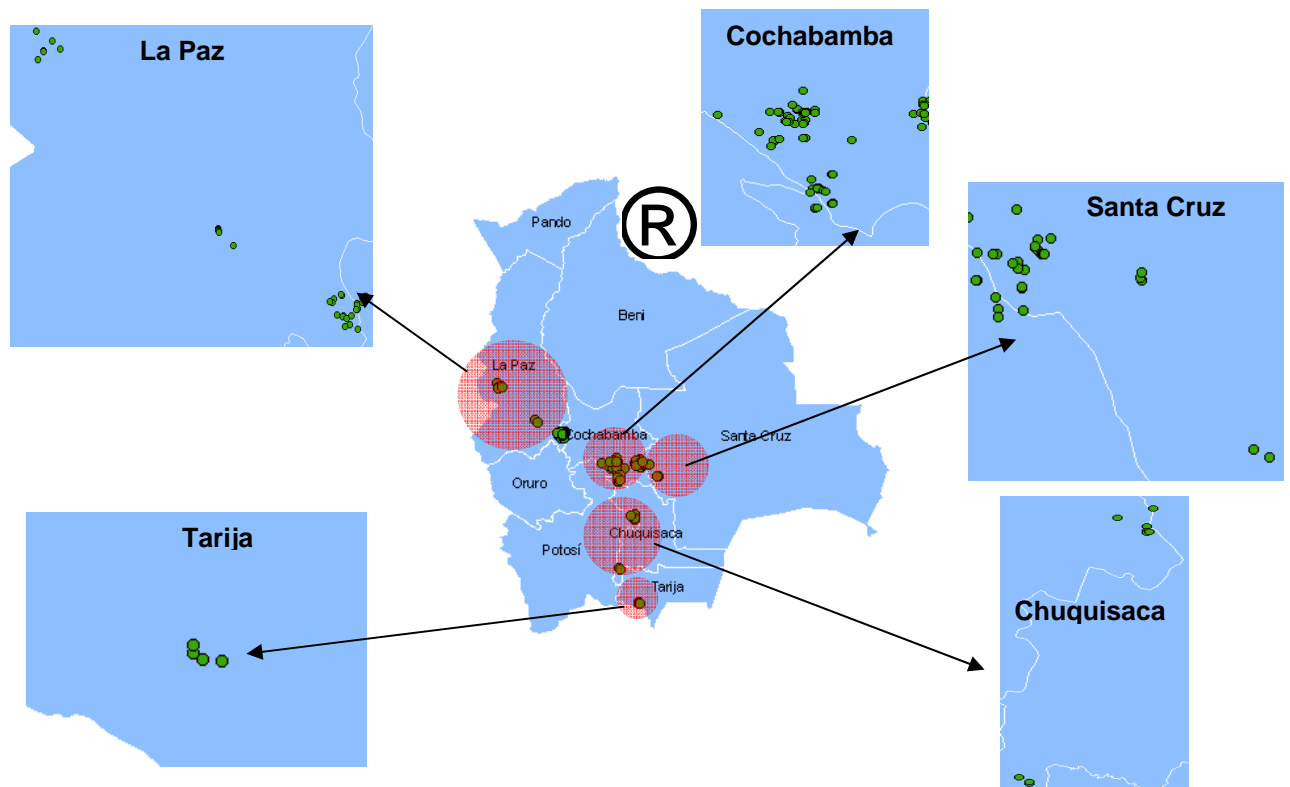 La Paz
Cochabamba
Santa Cruz
®
Pando
Beni
La Paz
Cochabamba
Santa Cruz
Oruro
Chuquisaca
Potosí
Tarija
Tarija
Chuquisaca